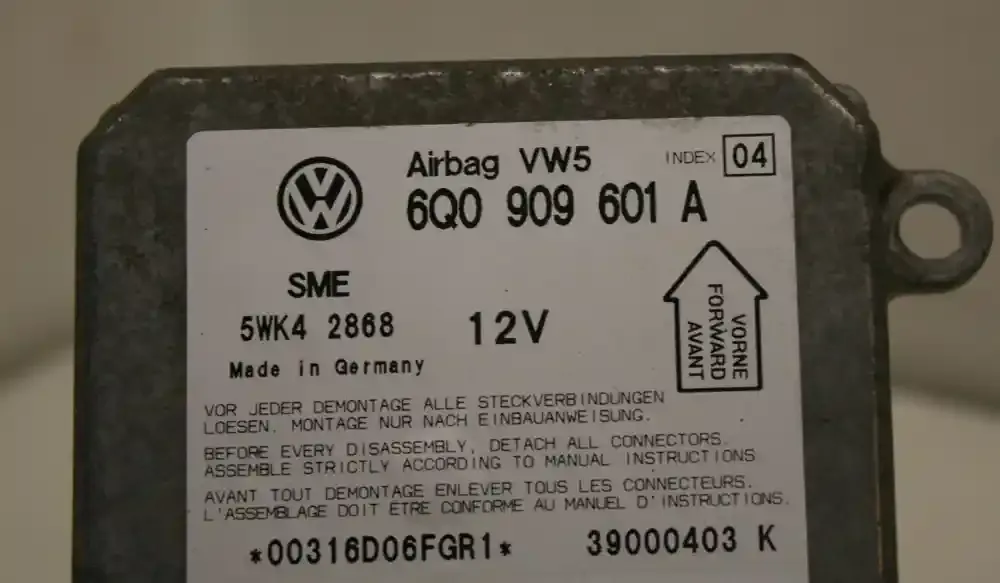 Airbag VW5 INDEX 04
6Q0 909 601 A
SME
5WK4 2868 12V
Made in Germany
VORNE
FORWARD
AVANT
VOR JEDER DEMONTAGE ALLE STECKVERBINDUNGEN
LOESEN. MONTAGE NUR NACH EINBAUANWEISUNG.
BEFORE EVERY DISASSEMBLY, DETACH ALL CONNECTORS.
ASSEMBLE STRICTLY ACCORDING TO MANUAL INSTRUCTIONS
AVANT TOUT DEMONTAGE ENLEVER TOUS LES CONNECTEURS.
L'ASSEMBLAGE DOIT ETRE CONFORME AU MANUEL D'INSTRUCTIONS.
*00316D06FGR1* 39000403 K